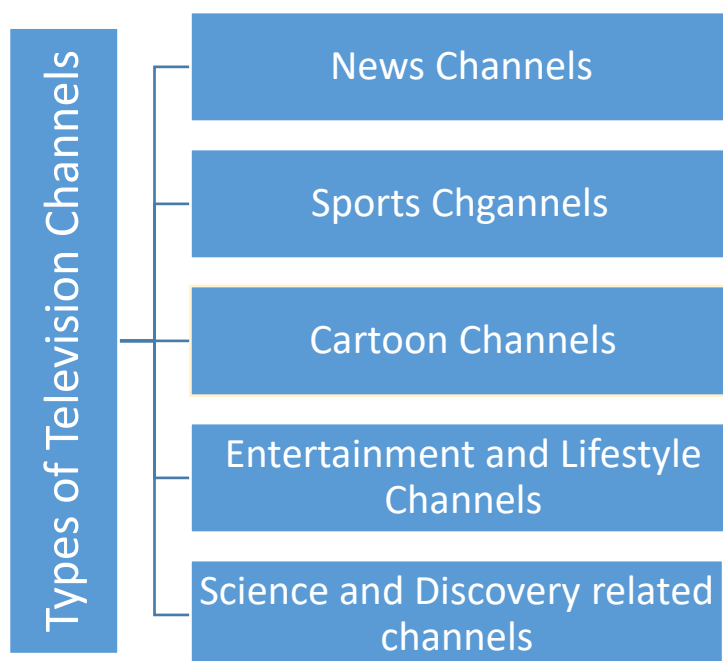 Types of Television Channels
News Channels
Sports Chgannels
Cartoon Channels
Entertainment and Lifestyle
Channels
Science and Discovery related
channels